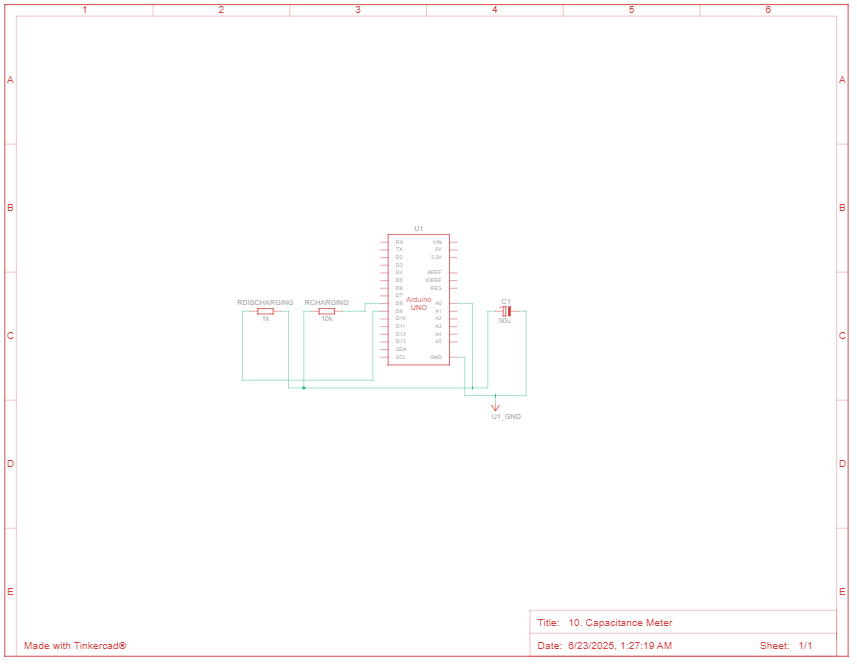 1 2 3 4 5 6
A A
B B
U1
RX VIN
TX 5V
D2 3.3V
D3
D4 AREF
D5 IOREF
D6 RES
D7
Arduino
UNO
D8 A0
D9 A1
D10 A2
D11 A3
D12 A4
D13 A5
SDA
SCL GND
RDISCHARGING RCHARGING C1
1k 10k 50u
+
C C
U1_GND
D D
E E
Title: 10. Capacitance Meter
Made with Tinkercad® Date: 6/23/2025, 1:27:19 AM Sheet: 1/1